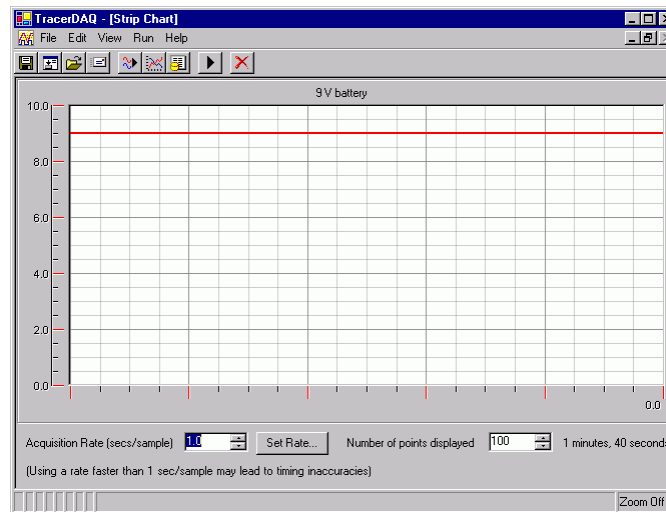 TracerDAQ - [Strip Chart]
File Edit View Run Help
9 V battery
10.0
8.0
6.0
4.0
2.0
0.0
0.0
Acquisition Rate (secs/sample) 1.0 Set Rate... Number of points displayed 100 1 minutes, 40 seconds
(Using a rate faster than 1 sec/sample may lead to timing inaccuracies)
Zoom Off